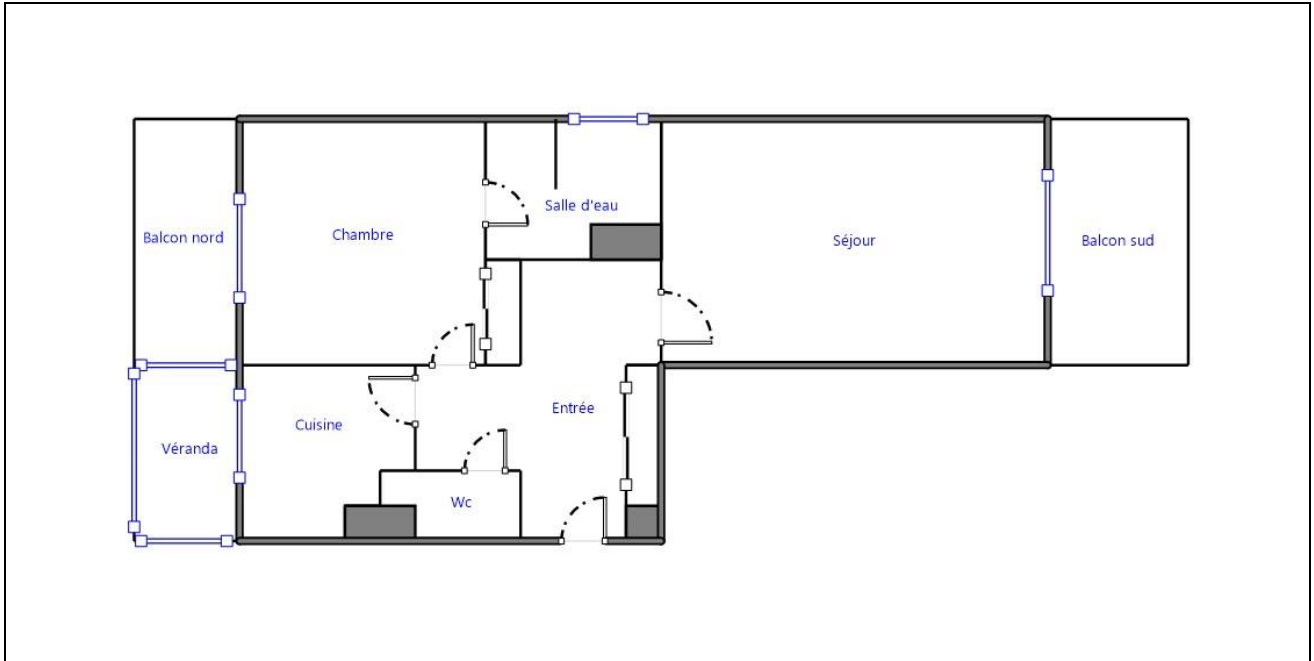 Salle d'eau
Balcon nord
Chambre
Séjour
Balcon sud
Entrée
Cuisine
Véranda
Wc